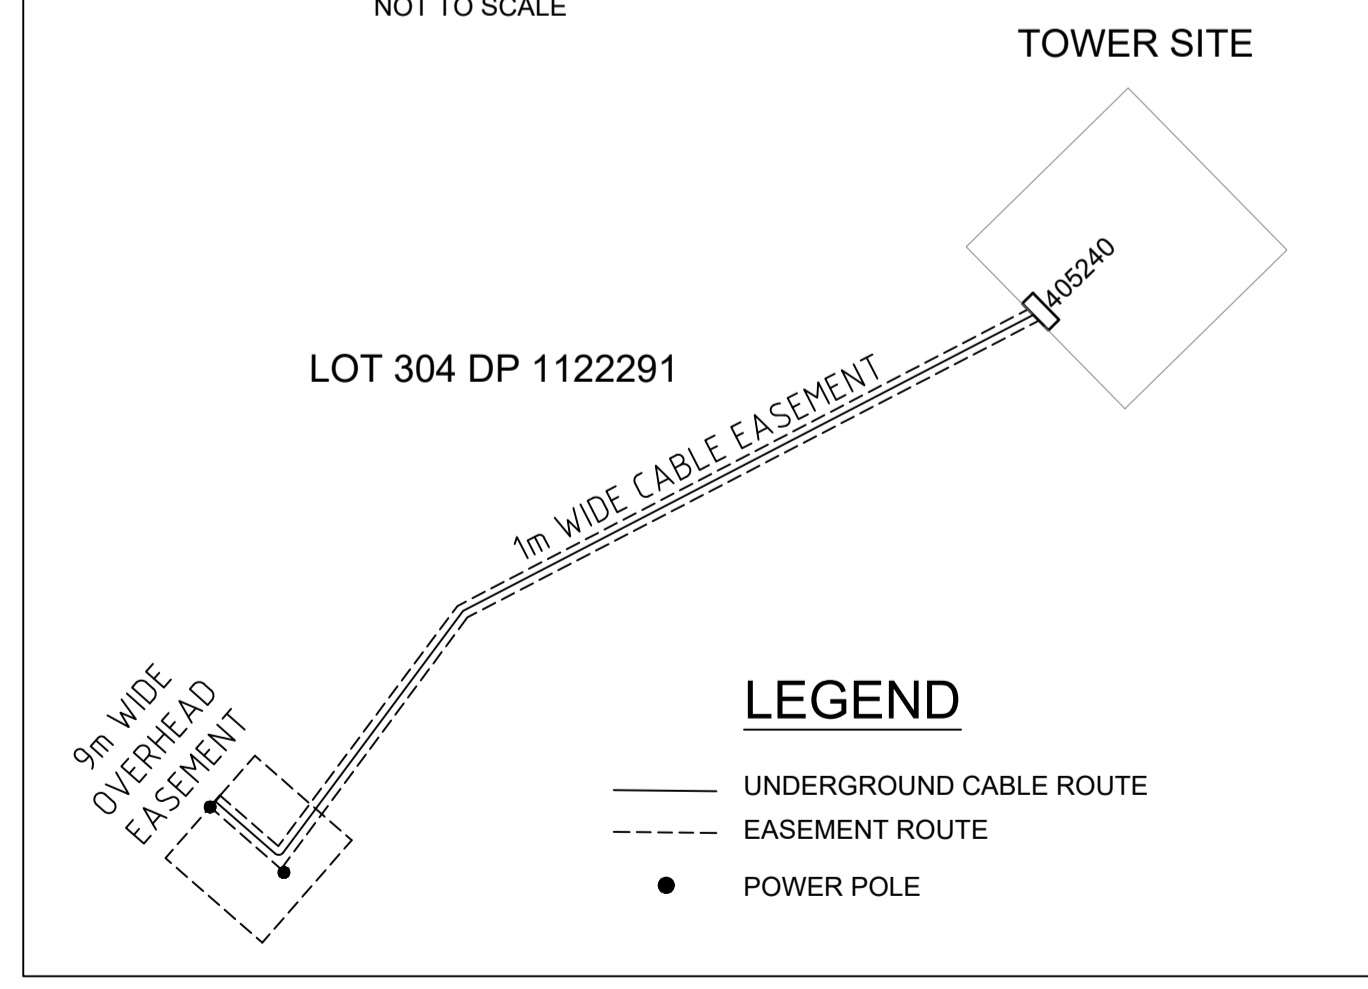 NOT TO SCALE
TOWER SITE
405240
LOT 304 DP 1122291
1m WIDE CABLE EASEMENT
9m WIDE
OVERHEAD
EASEMENT
LEGEND
UNDERGROUND CABLE ROUTE
EASEMENT ROUTE
POWER POLE